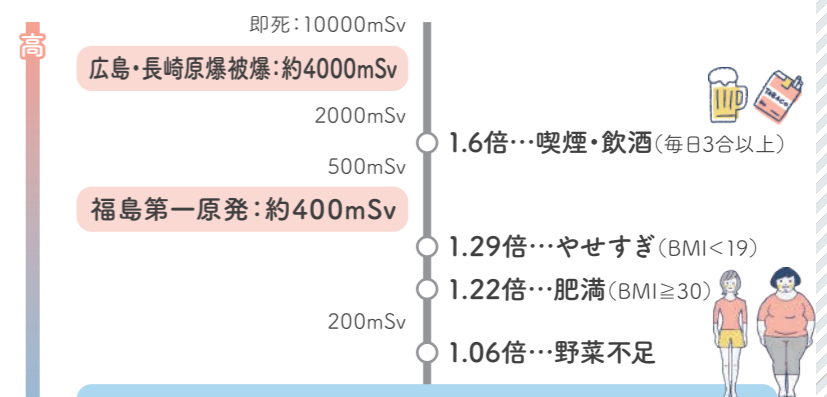 高
即死：10000mSv
広島・長崎原爆被爆：約4000mSv
2000mSv
1.6倍…喫煙・飲酒（毎日3合以上）
TABACO
500mSv
福島第一原発：約400mSv
1.29倍…やせすぎ（BMI<19）
1.22倍…肥満（BMI≧30）
200mSv
1.06倍…野菜不足